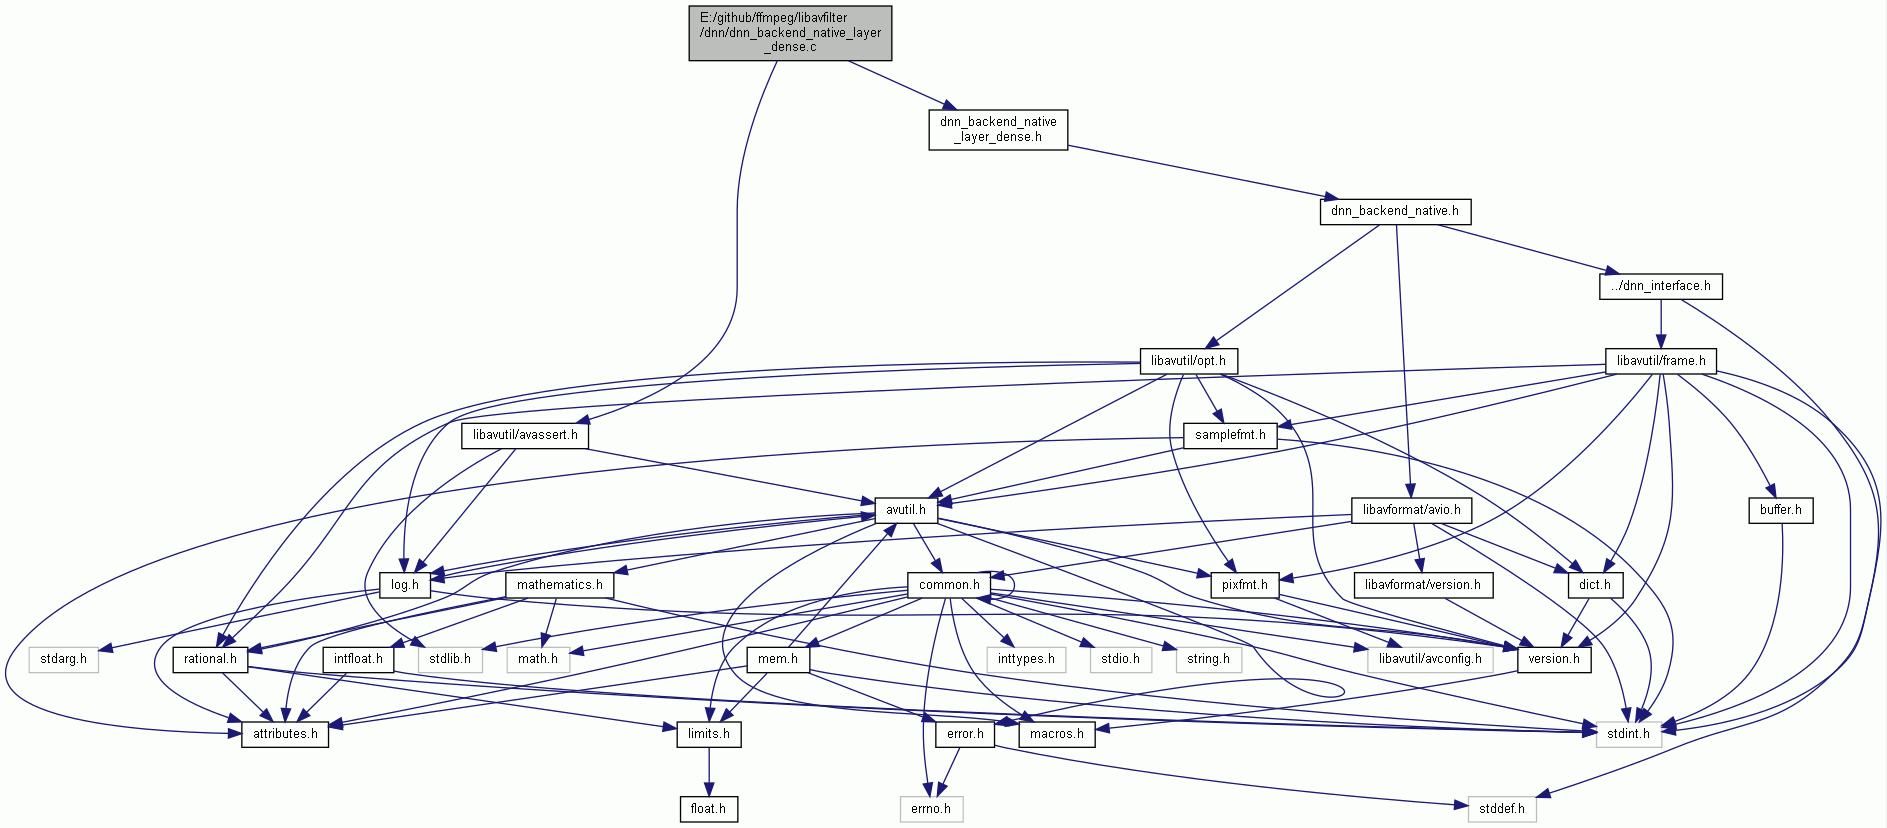 E:/github/ffmpeg/libavfilter
/dnn/dnn_backend_native_layer
_dense.c
dnn_backend_native
_layer_dense.h
dnn_backend_native.h
../dnn_interface.h
libavutil/opt.h
libavutil/frame.h
libavutil/avassert.h
samplefmt.h
avutil.h
libavformat/avio.h
buffer.h
log.h
mathematics.h
common.h
pixfmt.h
libavformat/version.h
dict.h
stdarg.h
rational.h
intfloat.h
stdlib.h
math.h
mem.h
inttypes.h
stdio.h
string.h
libavutil/avconfig.h
version.h
attributes.h
limits.h
error.h
macros.h
stdint.h
float.h
errno.h
stddef.h